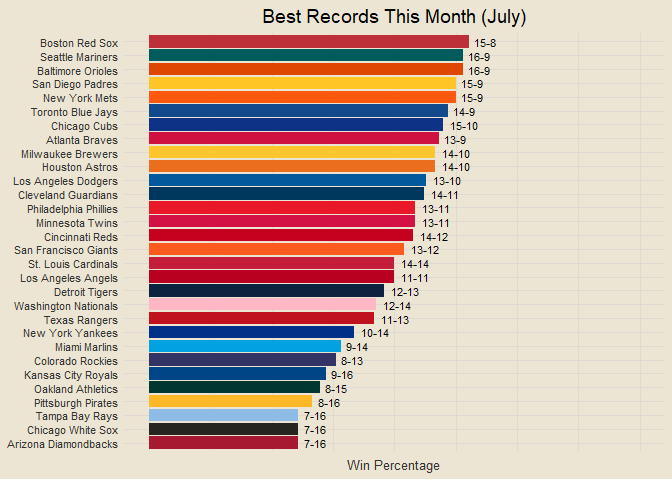 Best Records This Month (July)
Boston Red Sox 15-8
Seattle Mariners 16-9
Baltimore Orioles 16-9
San Diego Padres 15-9
New York Mets 15-9
Toronto Blue Jays 14-9
Chicago Cubs 15-10
Atlanta Braves 13-9
Milwaukee Brewers 14-10
Houston Astros 14-10
Los Angeles Dodgers 13-10
Cleveland Guardians 14-11
Philadelphia Phillies 13-11
Minnesota Twins 13-11
Cincinnati Reds 14-12
San Francisco Giants 13-12
St. Louis Cardinals 14-14
Los Angeles Angels 11-11
Detroit Tigers 12-13
Washington Nationals 12-14
Texas Rangers 11-13
New York Yankees 10-14
Miami Marlins 9-14
Colorado Rockies 8-13
Kansas City Royals 9-16
Oakland Athletics 8-15
Pittsburgh Pirates 8-16
Tampa Bay Rays 7-16
Chicago White Sox 7-16
Arizona Diamondbacks 7-16
Win Percentage